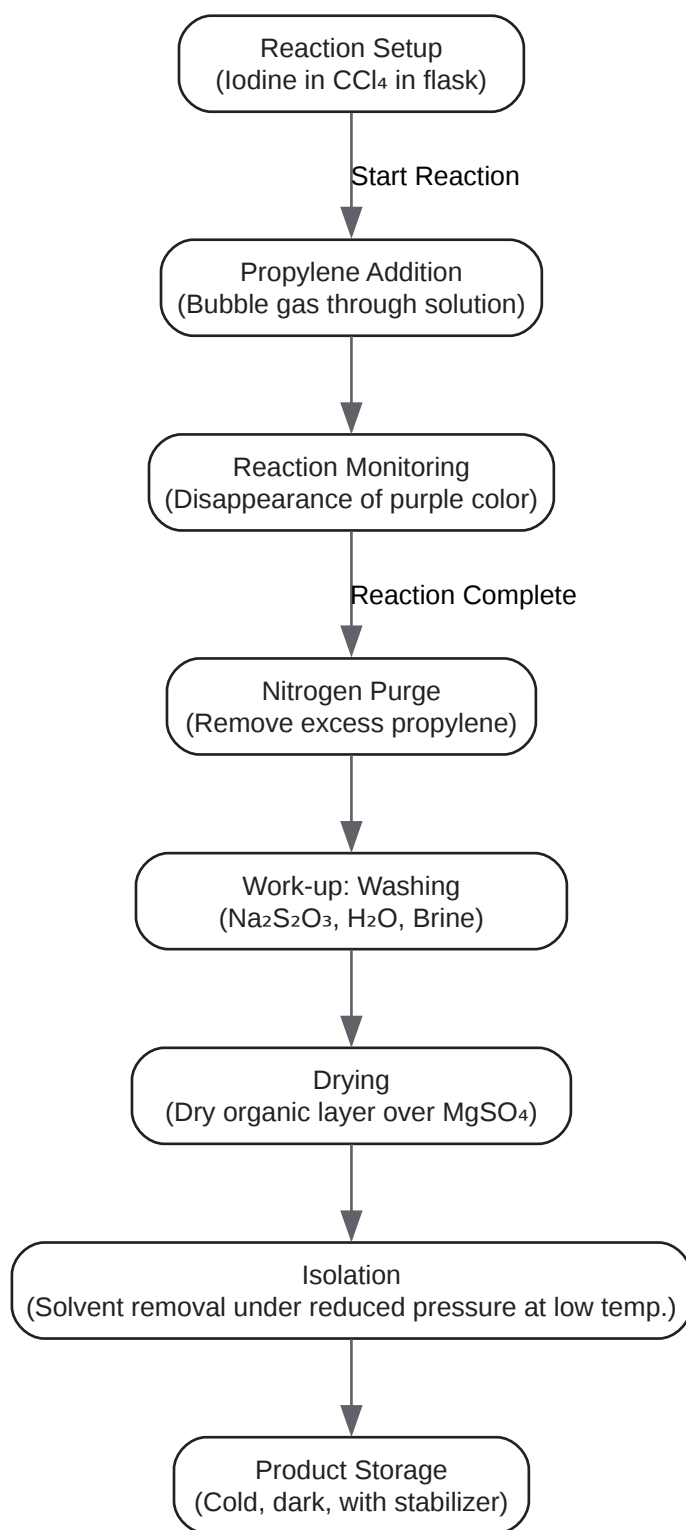 Reaction Setup
(Iodine in CCl₄ in flask)
Start Reaction
Propylene Addition
(Bubble gas through solution)
Reaction Monitoring
(Disappearance of purple color)
Reaction Complete
Nitrogen Purge
(Remove excess propylene)
Work-up: Washing
(Na₂S₂O₃, H₂O, Brine)
Drying
(Dry organic layer over MgSO₄)
Isolation
(Solvent removal under reduced pressure at low temp.)
Product Storage
(Cold, dark, with stabilizer)